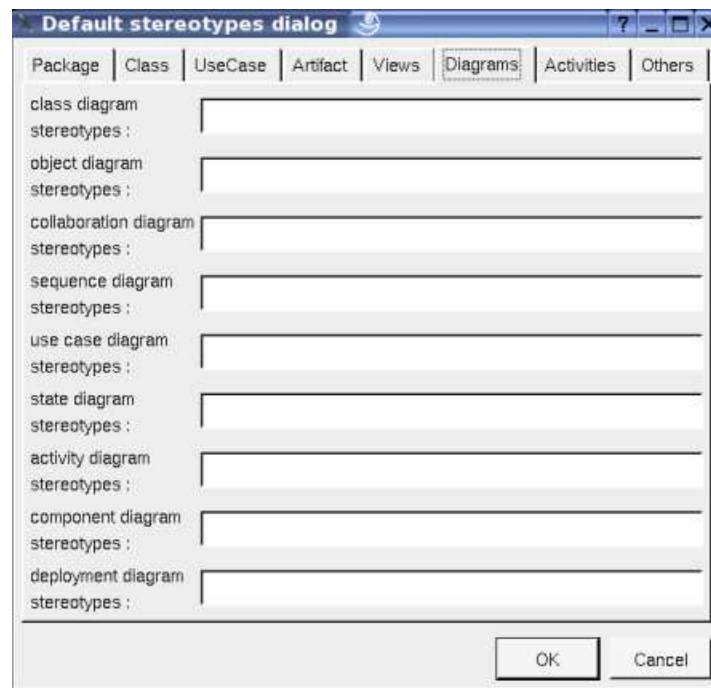 Default stereotypes dialog
Package Class UseCase Artifact Views Diagrams Activities Others
class diagram
stereotypes :
object diagram
stereotypes :
collaboration diagram
stereotypes :
sequence diagram
stereotypes :
use case diagram
stereotypes :
state diagram
stereotypes :
activity diagram
stereotypes :
component diagram
stereotypes :
deployment diagram
stereotypes :
OK Cancel